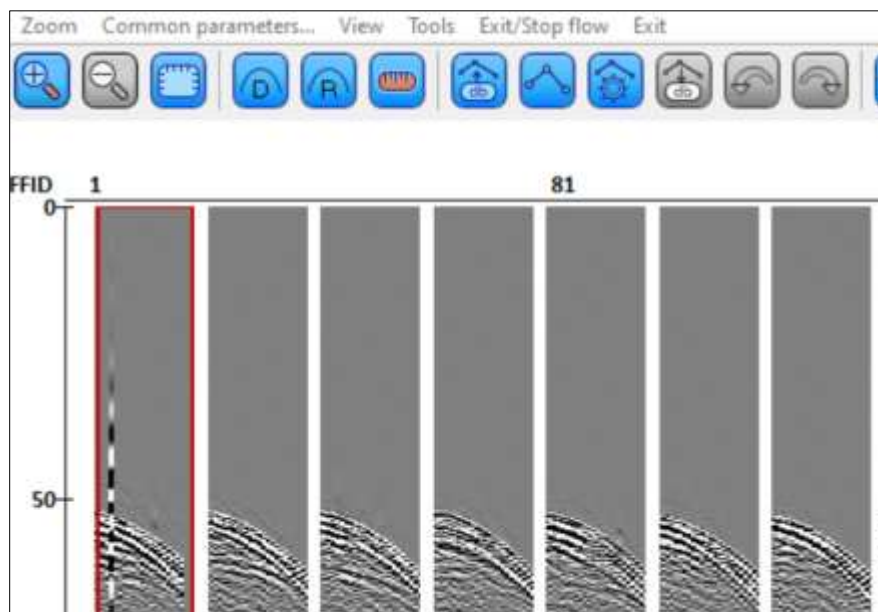 Zoom Common parameters... View Tools Exit/Stop flow Exit
D R
FFID 1 81
0
50